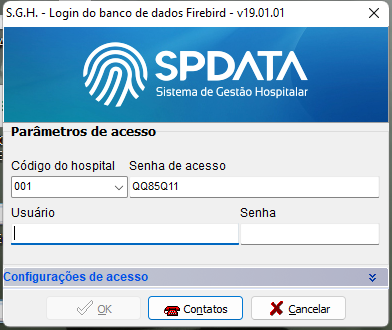 S.G.H. - Login do banco de dados Firebird - v19.01.01
SPDATA
Sistema de Gestão Hospitalar
Parâmetros de acesso
Código do hospital Senha de acesso
001 QQ85Q11
Usuário Senha
Configurações de acesso
OK Contatos Cancelar